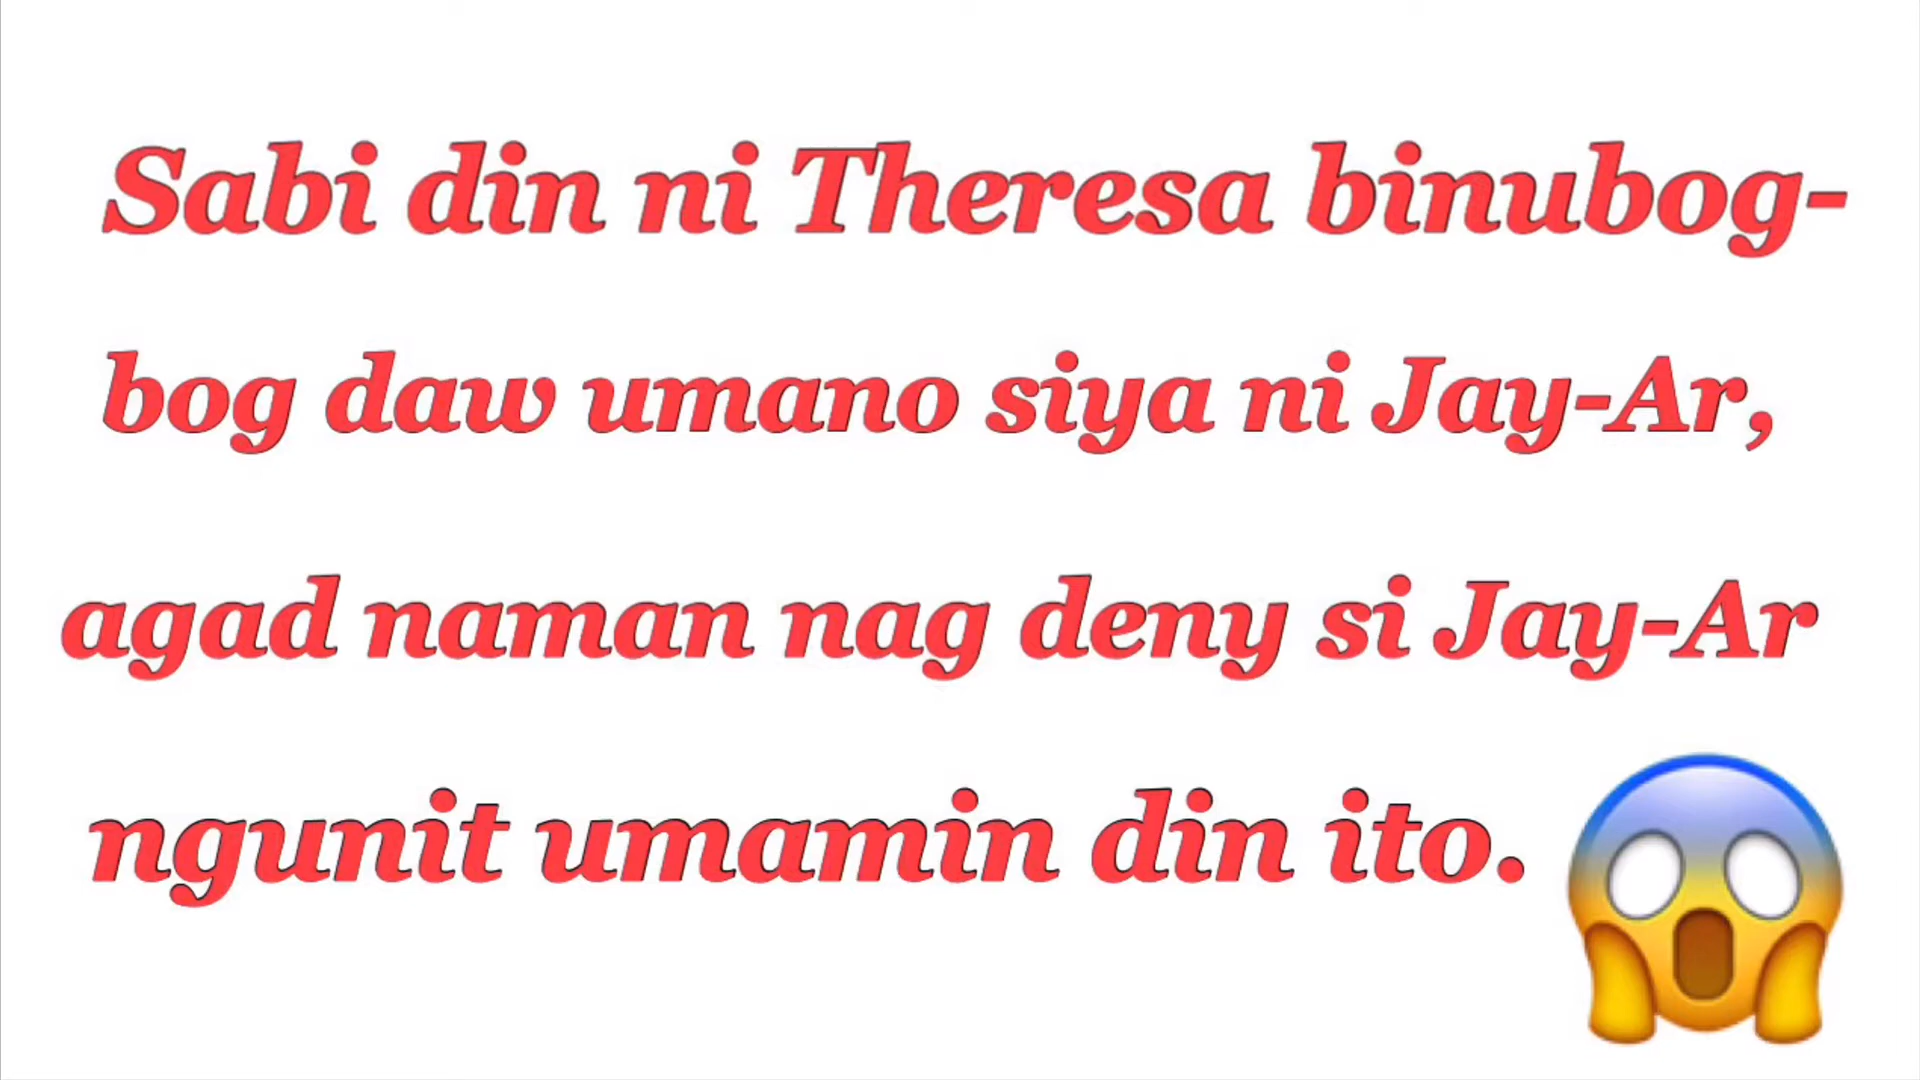 Sabi din ni Theresa binubog-
bog daw umano siya ni Jay-Ar,
agad naman nag deny si Jay-Ar
ngunit umamin din ito.